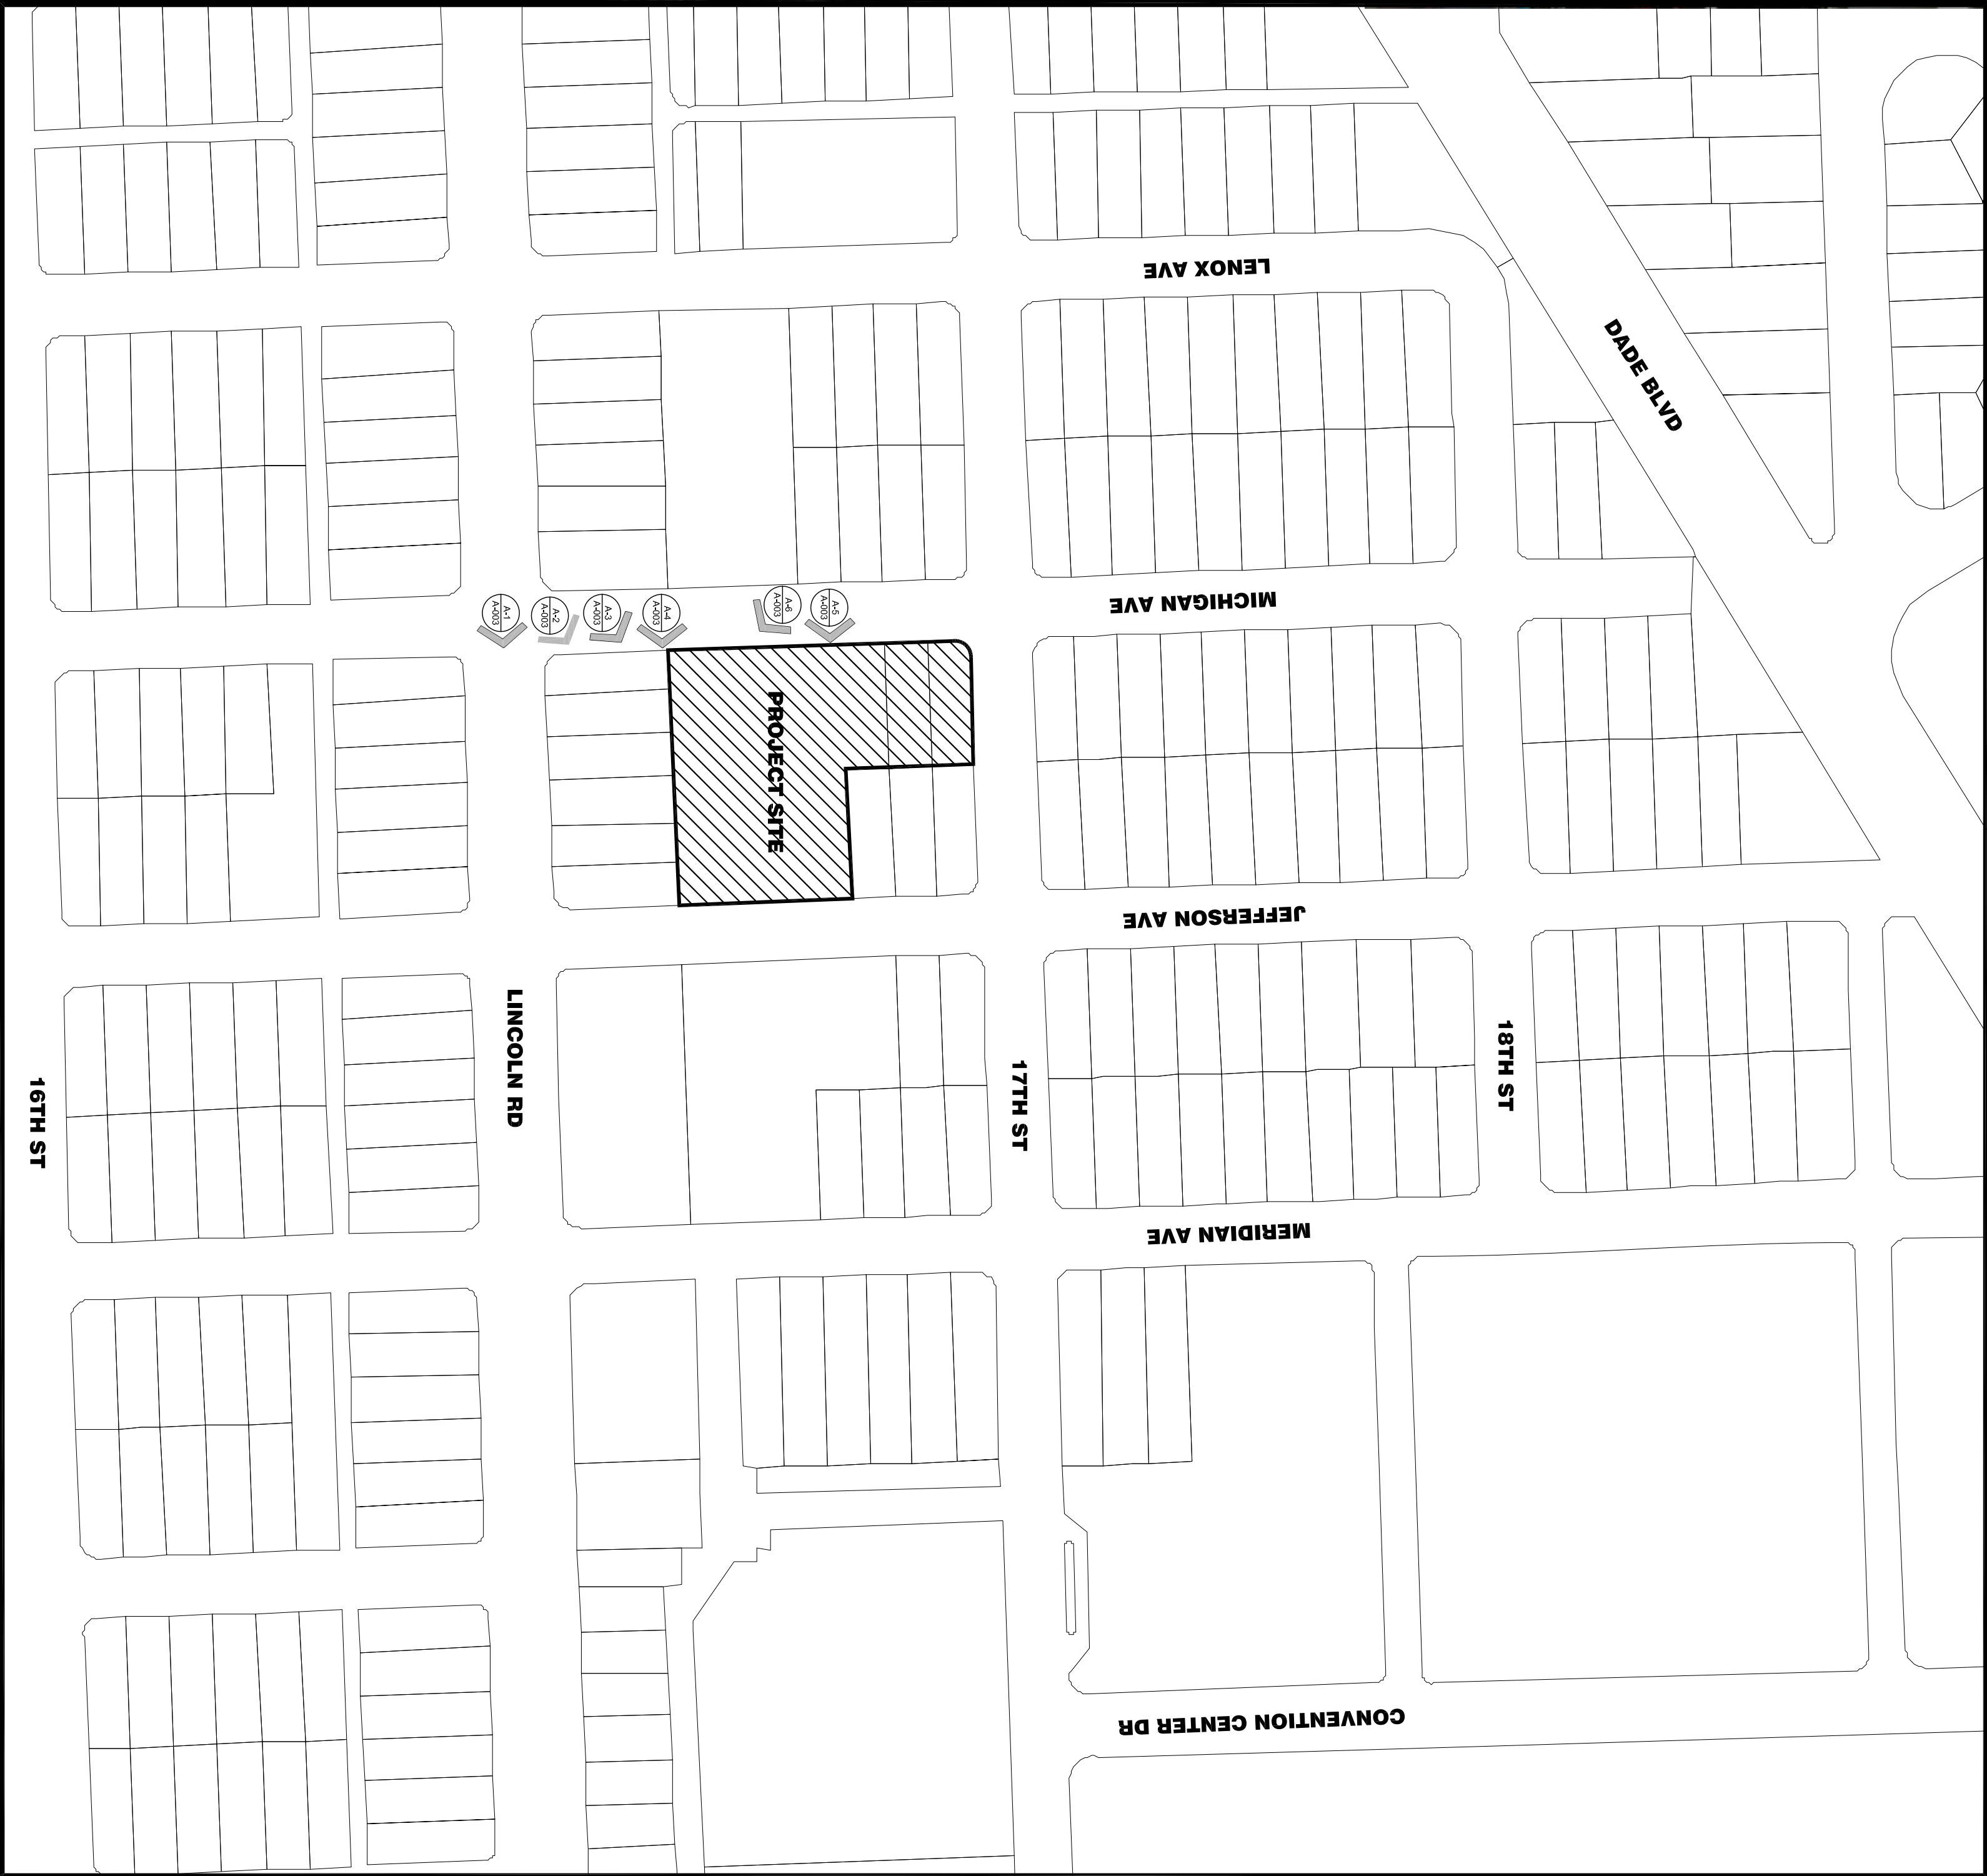 LENOX AVE
DADE BLVD
MICHIGAN AVE
A-1
A-003
A-2
A-003
A-3
A-003
A-4
A-003
A-6
A-003
A-5
A-003
PROJECT SITE
JEFFERSON AVE
LINCOLN RD
16TH ST
17TH ST
18TH ST
MERIDIAN AVE
CONVENTION CENTER DR